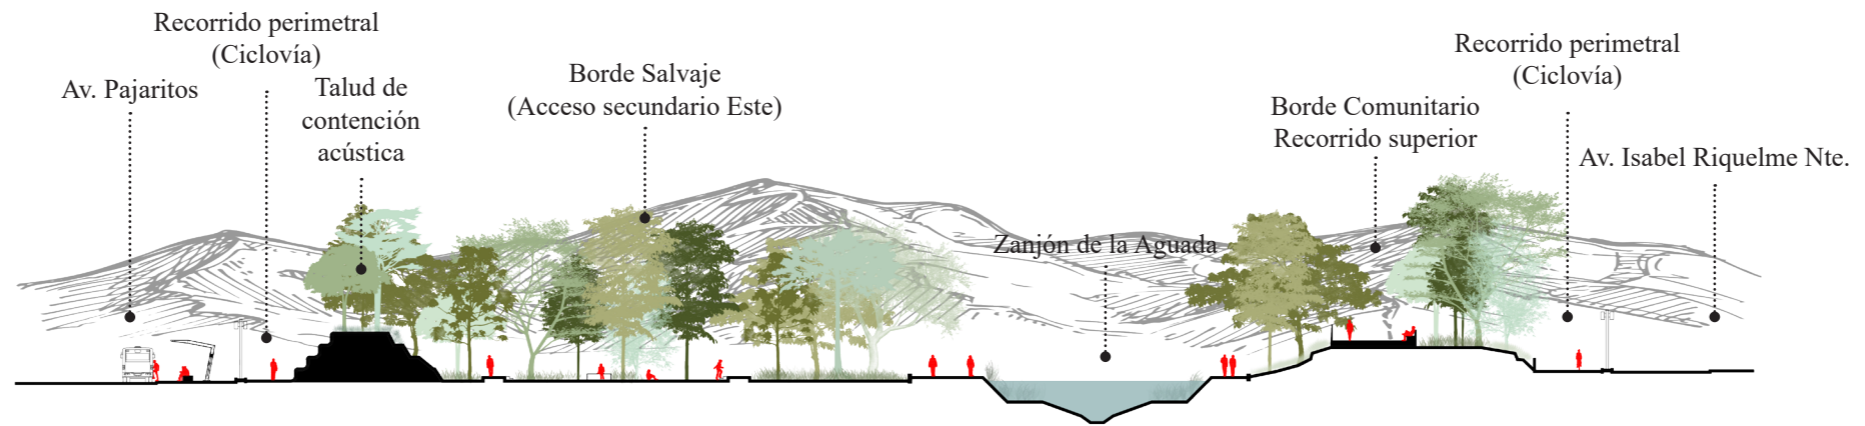 Recorrido perimetral
(Ciclovía)
Av. Pajaritos
Talud de
contención
acústica
Borde Salvaje
(Acceso secundario Este)
Zanjón de la Aguada
Borde Comunitario
Recorrido superior
Recorrido perimetral
(Ciclovía)
Av. Isabel Riquelme Nte.